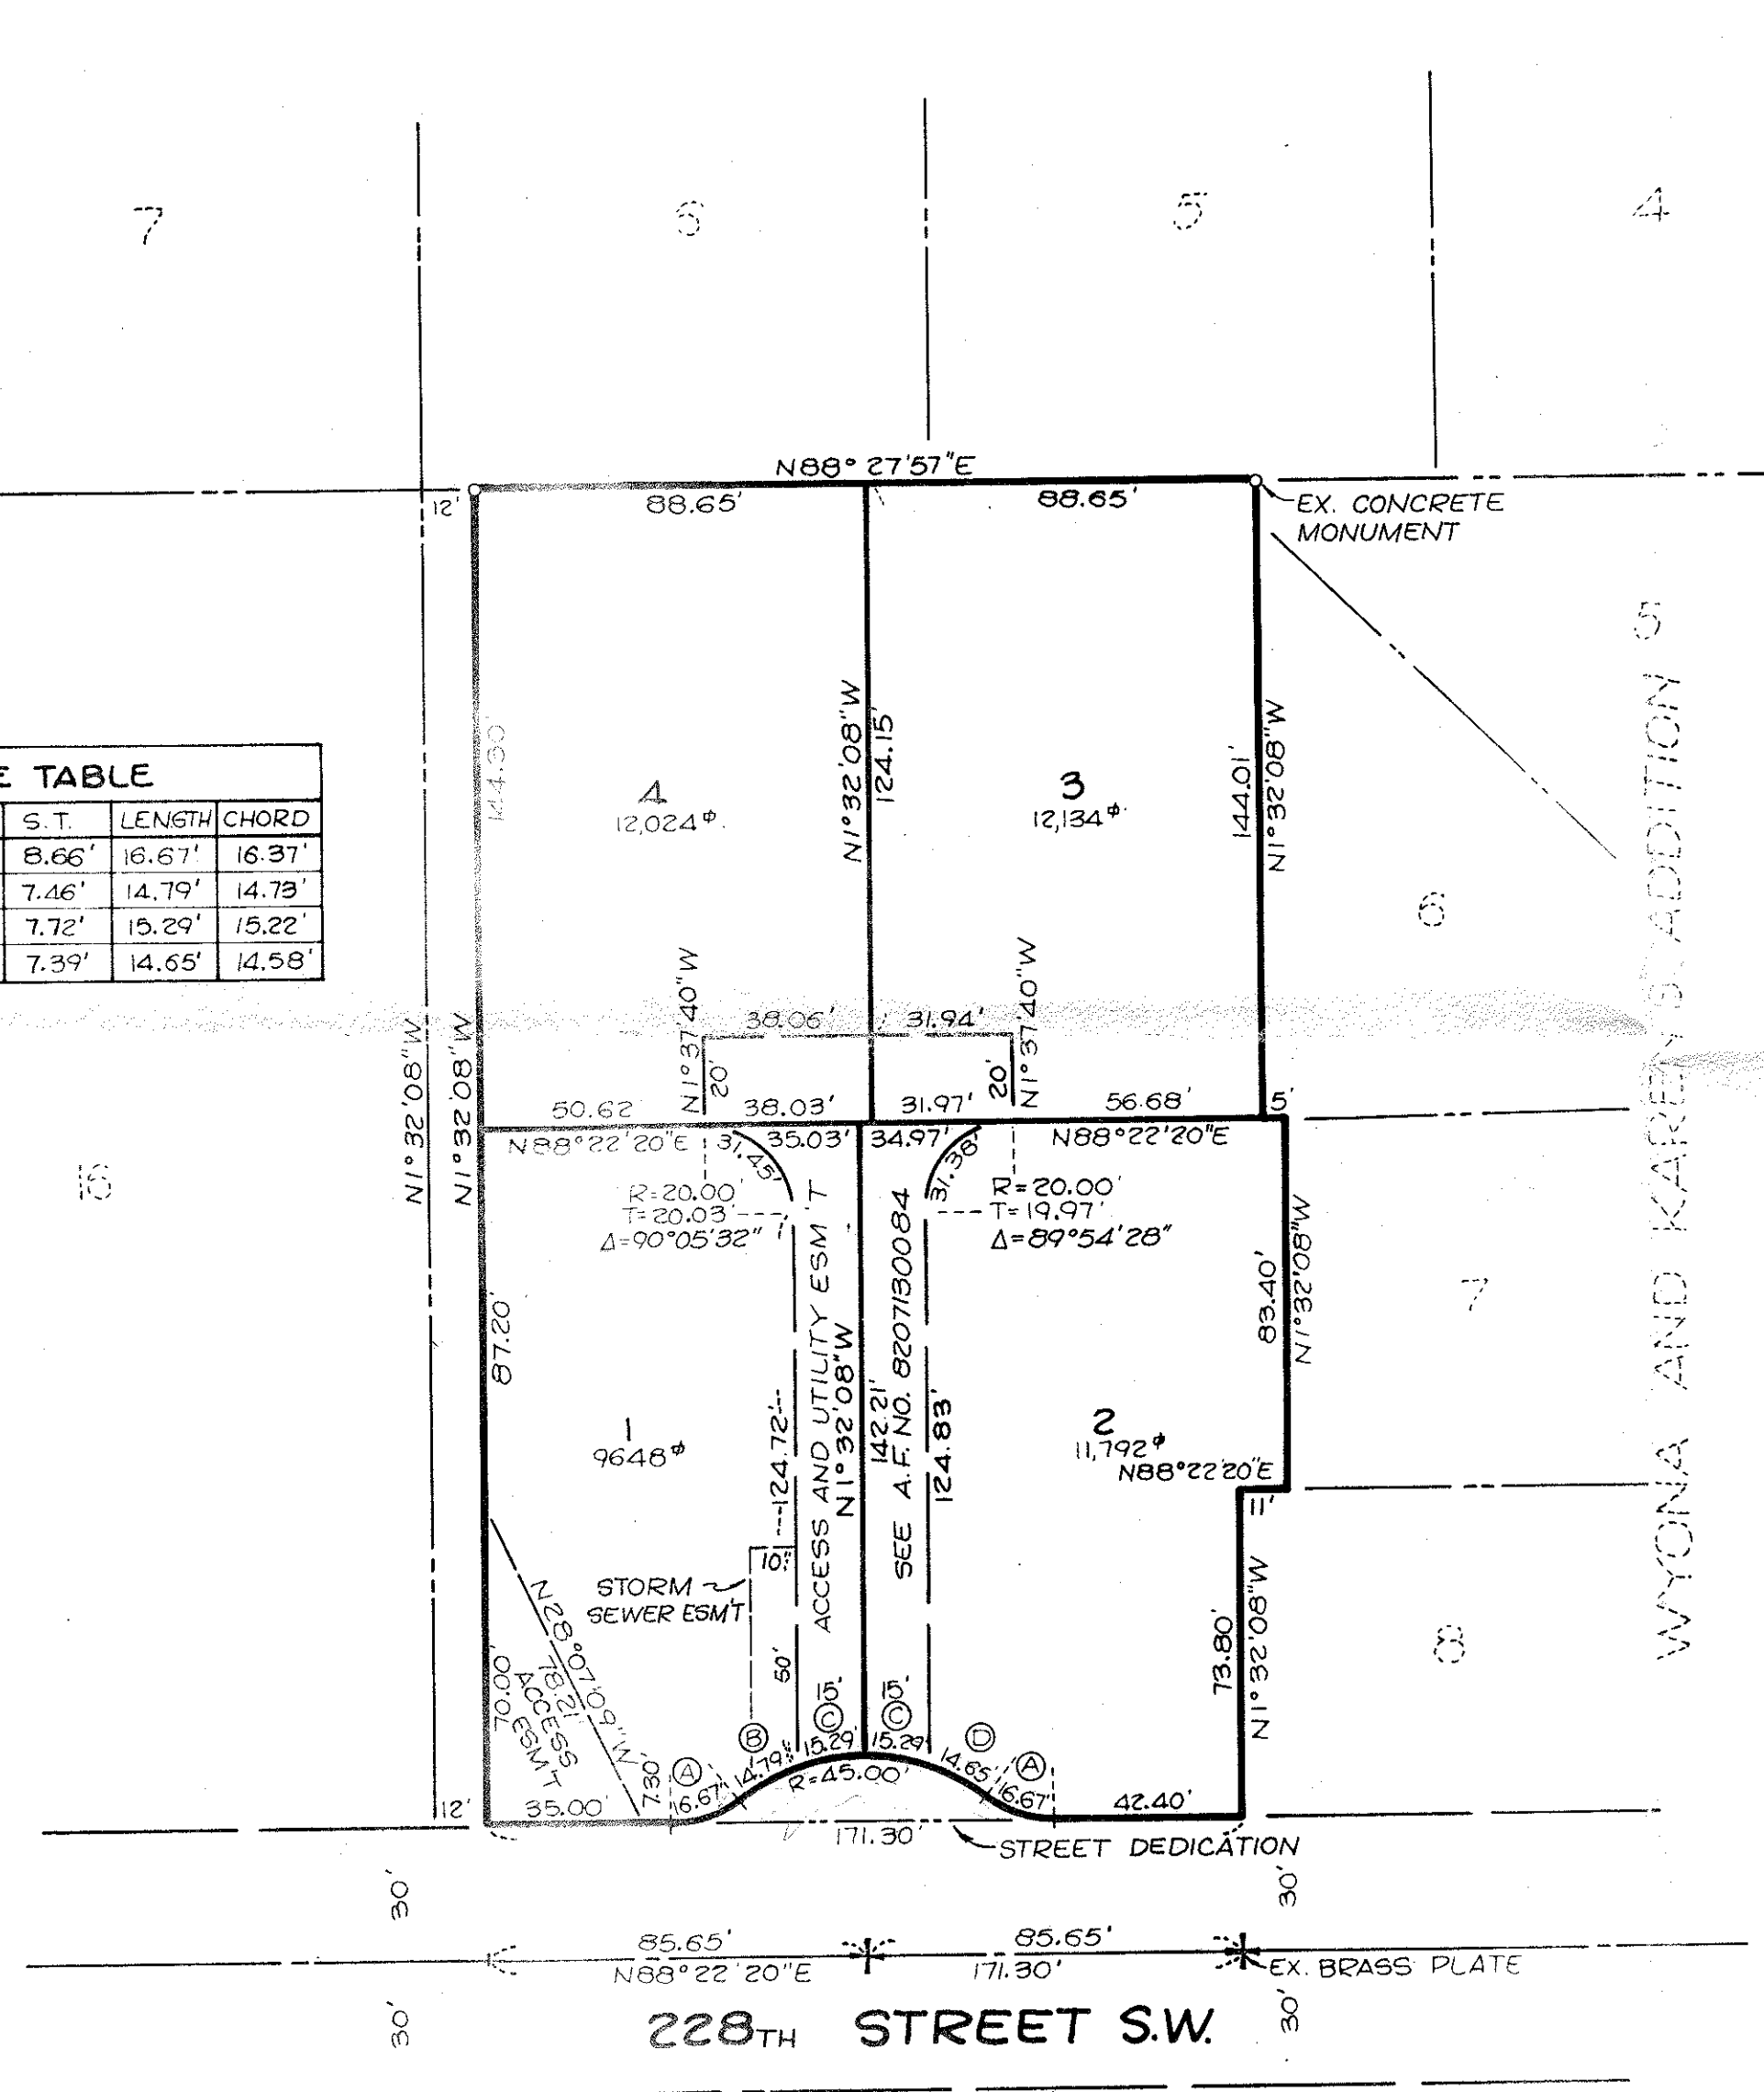 7
6
5
4
N88° 27'57"E
12'
88.65'
88.65'
EX. CONCRETE
MONUMENT
5
E TABLE
S.T. LENGTH CHORD
8.66' 16.67' 16.37'
7.46' 14.79' 14.73'
7.72' 15.29' 15.22'
7.39' 14.65' 14.58'
144.30'
4
12,024
N1°32'08"W
124.15'
3
12,134
144.01'
N1°32'08"W
6
WYONA AND KAREN'S ADDITION
N1°32'08"W
N1°32'08"W
N1°37'40"W
20'
38.06'
31.94'
20'
N1°37'40"W
50.62
38.03'
31.97'
56.68'
5'
N88°22'20"E
31.45'
35.03'
34.97'
31.38'
N88°22'20"E
16
R=20.00'
T=20.03'
Δ=90°05'32"
R=20.00'
T=19.97'
Δ=89°54'28"
87.20'
ACCESS AND UTILITY ESM'T
N1°32'08"W
142.21'
SEE A.F. NO. 8207130084
124.72'
124.83'
83.40'
N1°32'08"W
7
1
9648
2
11,792
N88°22'20"E
11'
10'
STORM
SEWER ESM'T
50'
N28°07'09"W
78.21'
ACCESS
ESM'T
70.00'
73.80'
N1°32'08"W
8
15'
15'
C
C
B
D
A
A
7.30'
16.67'
14.79'
15.29'
15.29'
14.65'
16.67'
R=45.00'
12'
35.00'
42.40'
171.30'
STREET DEDICATION
30'
30'
85.65'
85.65'
N88°22'20"E
171.30'
EX. BRASS PLATE
30'
30'
228TH STREET S.W.